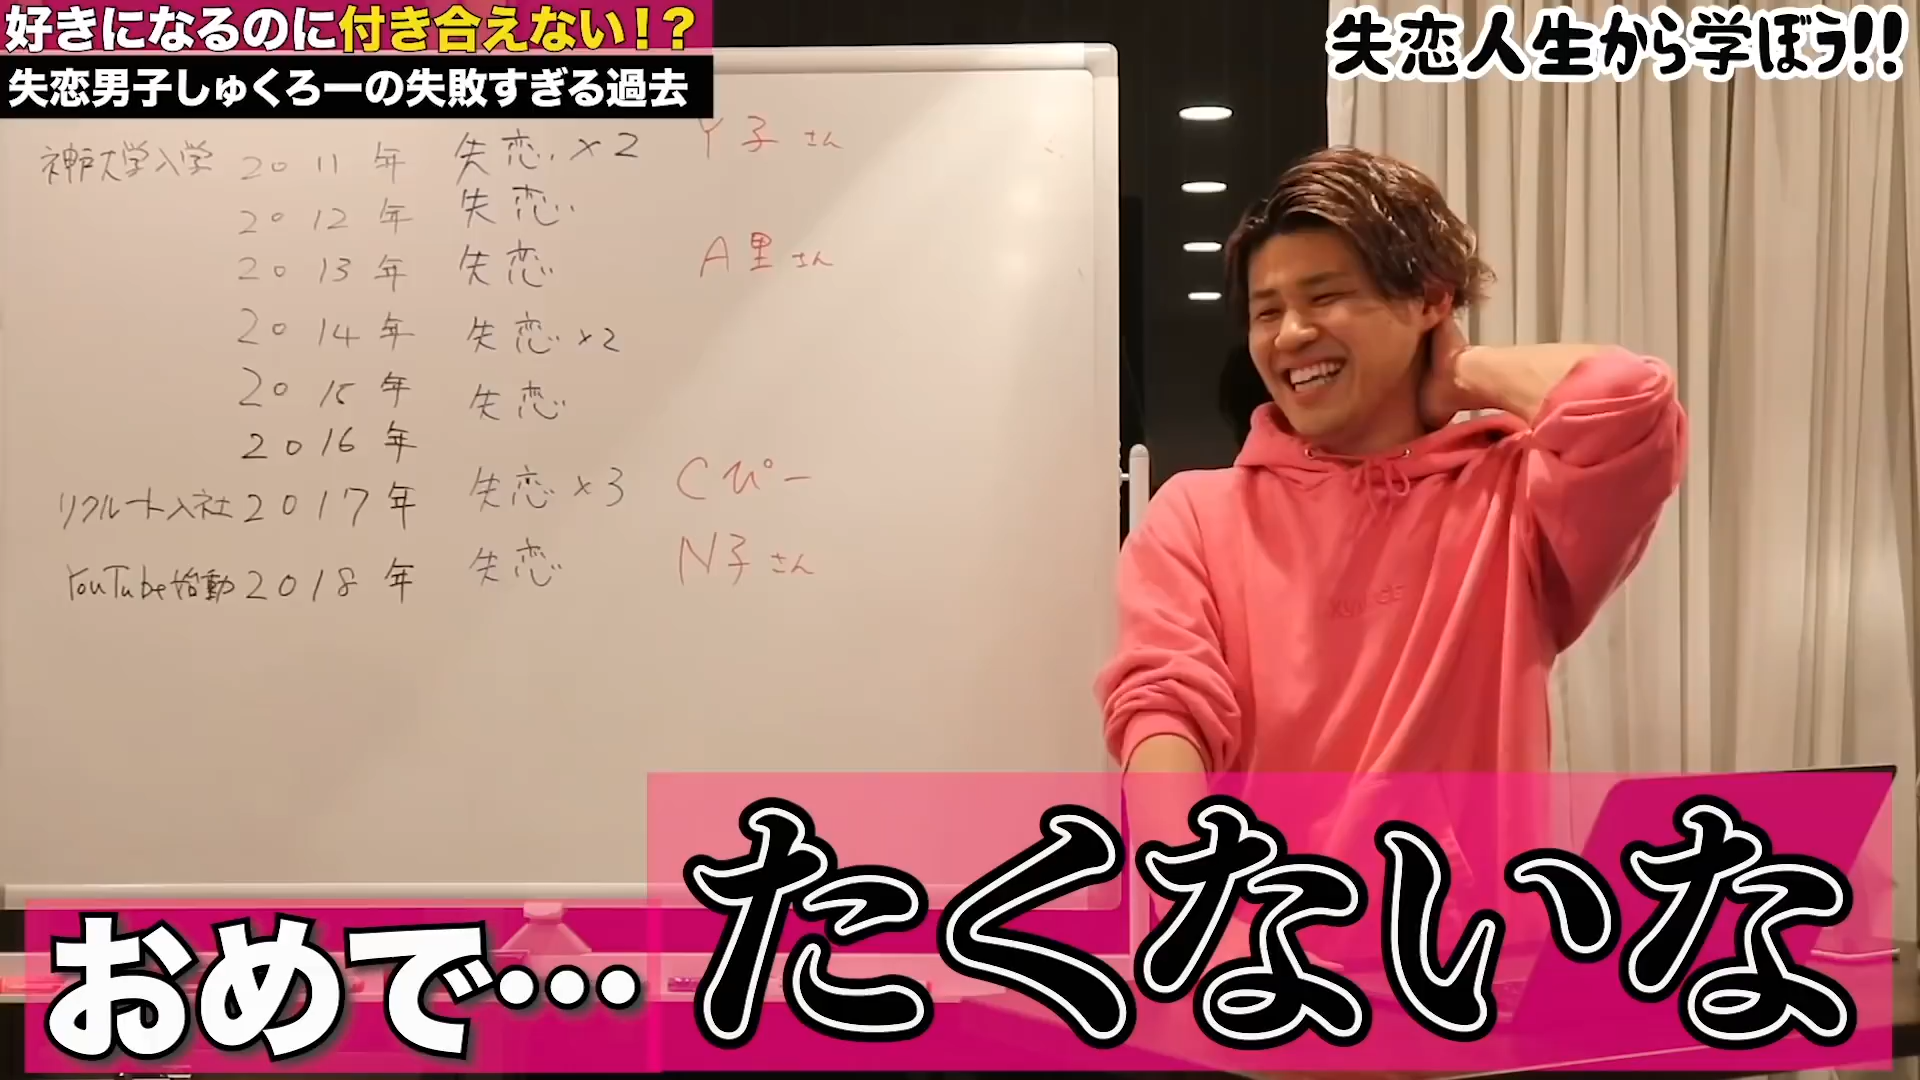 好きになるのに付き合えない!?
失恋男子しゅくろーの失敗すぎる過去
失恋人生から学ぼう!!
神戸大学入学 2011年 失恋×2 Y子さん
2012年 失恋
2013年 失恋 A里さん
2014年 失恋×2
2015年 失恋
2016年
リクルート入社 2017年 失恋×3 Cぴー
YouTube始動 2018年 失恋 N子さん
おめで…たくないな